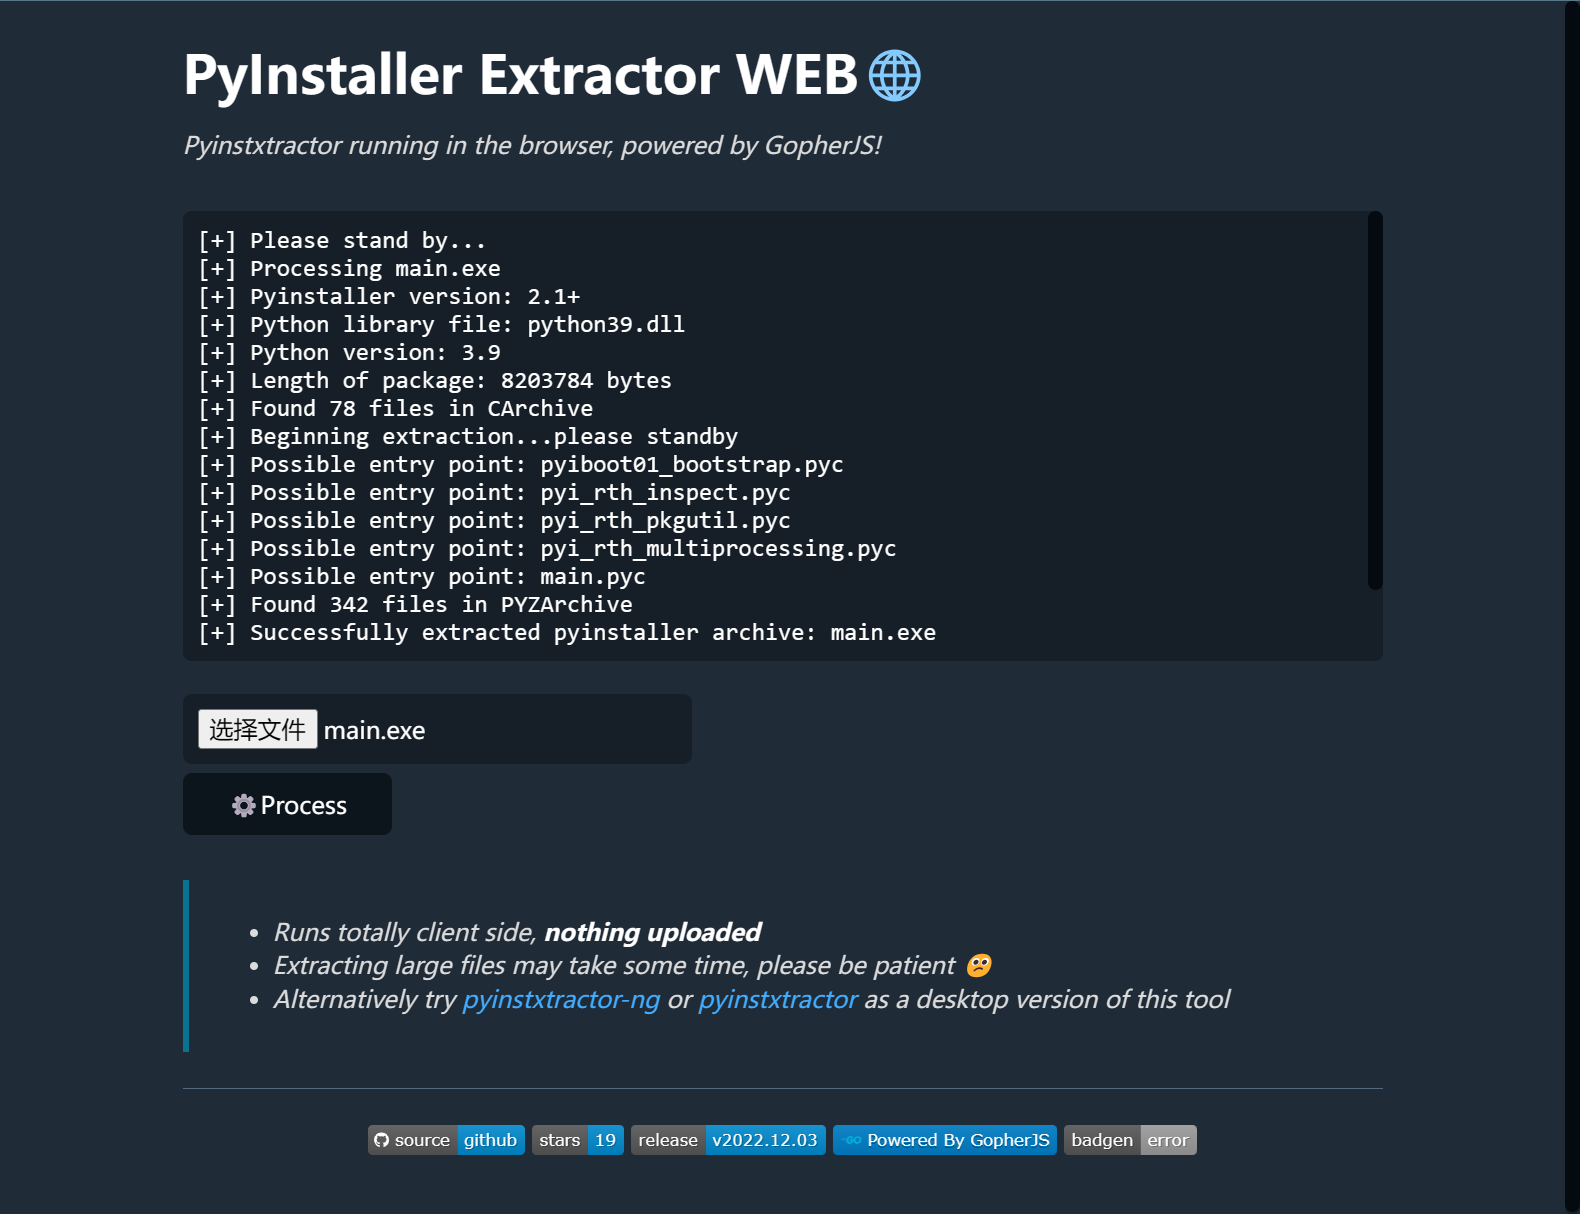 PyInstaller Extractor WEB
Pyinstxtractor running in the browser, powered by GopherJS!
[+] Please stand by...
[+] Processing main.exe
[+] Pyinstaller version: 2.1+
[+] Python library file: python39.dll
[+] Python version: 3.9
[+] Length of package: 8203784 bytes
[+] Found 78 files in CArchive
[+] Beginning extraction...please standby
[+] Possible entry point: pyiboot01_bootstrap.pyc
[+] Possible entry point: pyi_rth_inspect.pyc
[+] Possible entry point: pyi_rth_pkgutil.pyc
[+] Possible entry point: pyi_rth_multiprocessing.pyc
[+] Possible entry point: main.pyc
[+] Found 342 files in PYZArchive
[+] Successfully extracted pyinstaller archive: main.exe
选择文件 main.exe
Process
• Runs totally client side, nothing uploaded
• Extracting large files may take some time, please be patient
• Alternatively try pyinstxtractor-ng or pyinstxtractor as a desktop version of this tool
source github stars 19 release v2022.12.03 GO Powered By GopherJS badgen error